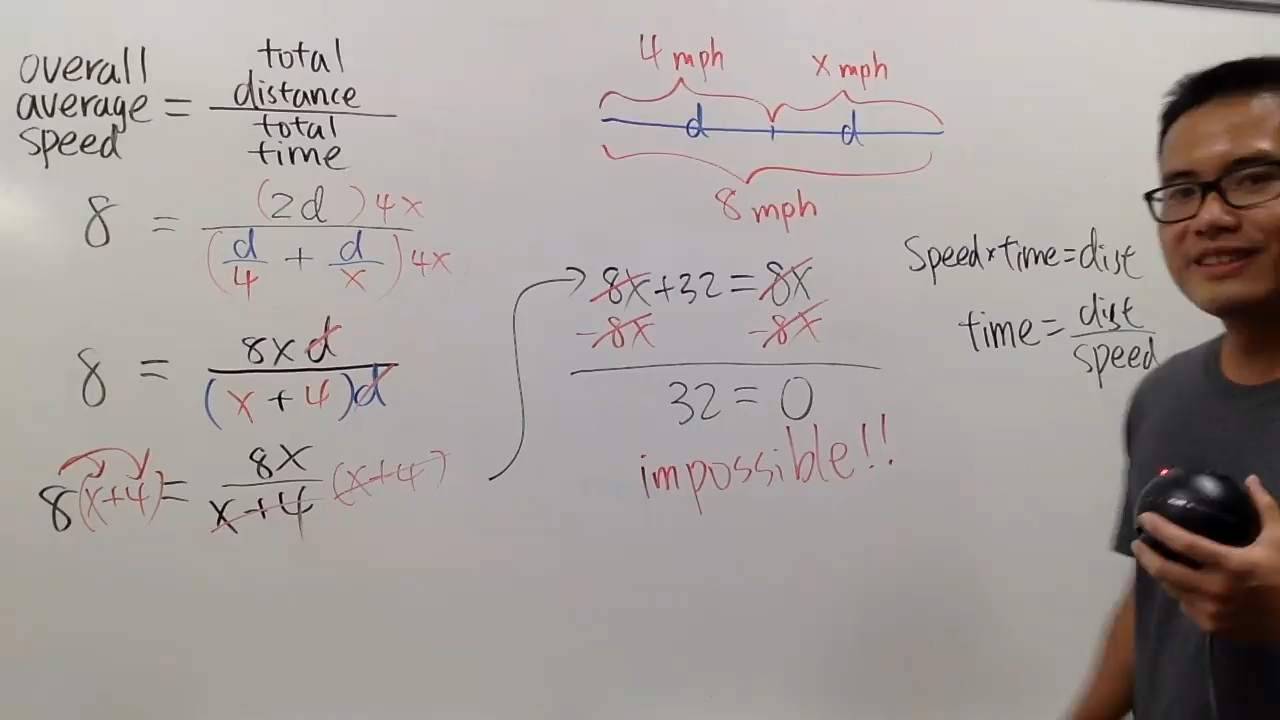 overall average speed = total distance / total time
8 = (2d)4x / (d/4 + d/x)4x
8 = 8xd / (x+4)d
8(x+4) = 8x / x+4 (x+4)
4 mph x mph
d d
8 mph
8x+32 = 8x
-8x -8x
32 = 0
impossible!!
Speed×time=dist
time = dist / speed